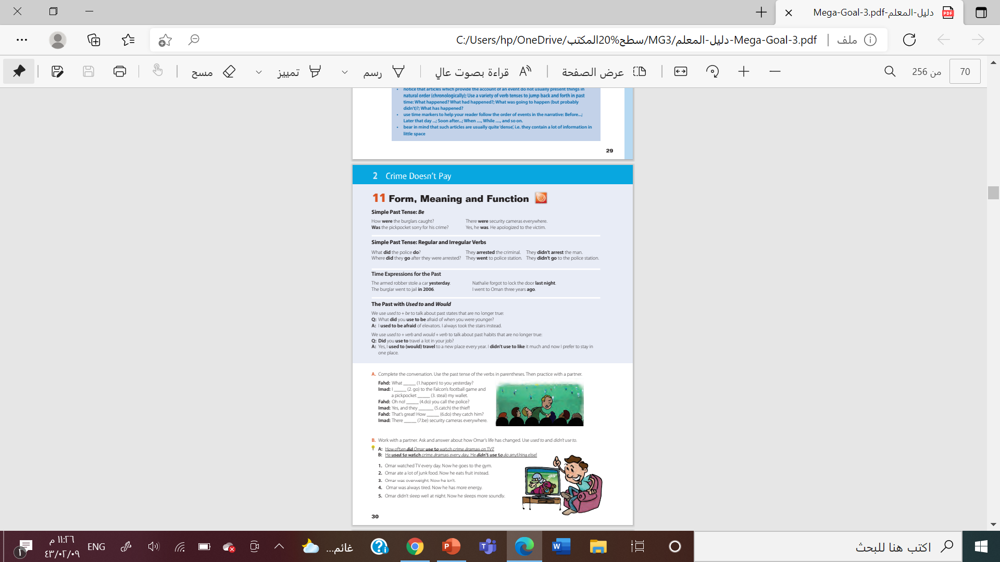 دليل-المعلم-Mega-Goal-3.pdf
ملف
C:/Users/hp/OneDrive/سطح%20المكتب/MG3/دليل-المعلم-Mega-Goal-3.pdf
70 من 256
عرض الصفحة
قراءة بصوت عالٍ
رسم
تمييز
مسح
• notice that articles which provide the account of an event do not usually present things in
natural order (chronologically); Use a variety of verb tenses to jump back and forth in past
time: What happened? What had happened?; What was going to happen (but probably
didn't)?; What has happened?
• use time markers to help your reader follow the order of events in the narrative: Before...;
Later that day ...; Soon after...; When ...., While ...., and so on.
• bear in mind that such articles are usually quite 'dense', i.e. they contain a lot of information in
little space
29
2 Crime Doesn't Pay
11 Form, Meaning and Function
Simple Past Tense: Be
How were the burglars caught? There were security cameras everywhere.
Was the pickpocket sorry for his crime? Yes, he was. He apologized to the victim.
Simple Past Tense: Regular and Irregular Verbs
What did the police do? They arrested the criminal. They didn't arrest the man.
Where did they go after they were arrested? They went to police station. They didn't go to the police station.
Time Expressions for the Past
The armed robber stole a car yesterday. Nathalie forgot to lock the door last night.
The burglar went to jail in 2006. I went to Oman three years ago.
The Past with Used to and Would
We use used to + be to talk about past states that are no longer true:
Q: What did you use to be afraid of when you were younger?
A: I used to be afraid of elevators. I always took the stairs instead.
We use used to + verb and would + verb to talk about past habits that are no longer true:
Q: Did you use to travel a lot in your job?
A: Yes, I used to (would) travel to a new place every year. I didn't use to like it much and now I prefer to stay in
one place.
A. Complete the conversation. Use the past tense of the verbs in parentheses. Then practice with a partner.
Fahd: What _____ (1.happen) to you yesterday?
Imad: I _____ (2. go) to the Falcon's football game and
a pickpocket _____ (3. steal) my wallet.
Fahd: Oh no! _____ (4.do) you call the police?
Imad: Yes, and they ______ (5.catch) the thief!
Fahd: That's great! How _____ (6.do) they catch him?
Imad: There _____ (7.be) security cameras everywhere.
B. Work with a partner. Ask and answer about how Omar's life has changed. Use used to and didn't use to.
A: How often did Omar use to watch crime dramas on TV?
B: He used to watch crime dramas every day. He didn't use to do anything else!
1. Omar watched TV every day. Now he goes to the gym.
2. Omar ate a lot of junk food. Now he eats fruit instead.
3. Omar was overweight. Now he isn't.
4. Omar was always tired. Now he has more energy.
5. Omar didn't sleep well at night. Now he sleeps more soundly.
30
اكتب هنا للبحث
غائم...
ENG
١١:٢٦ م
٤٣/٠٢/٠٩
١